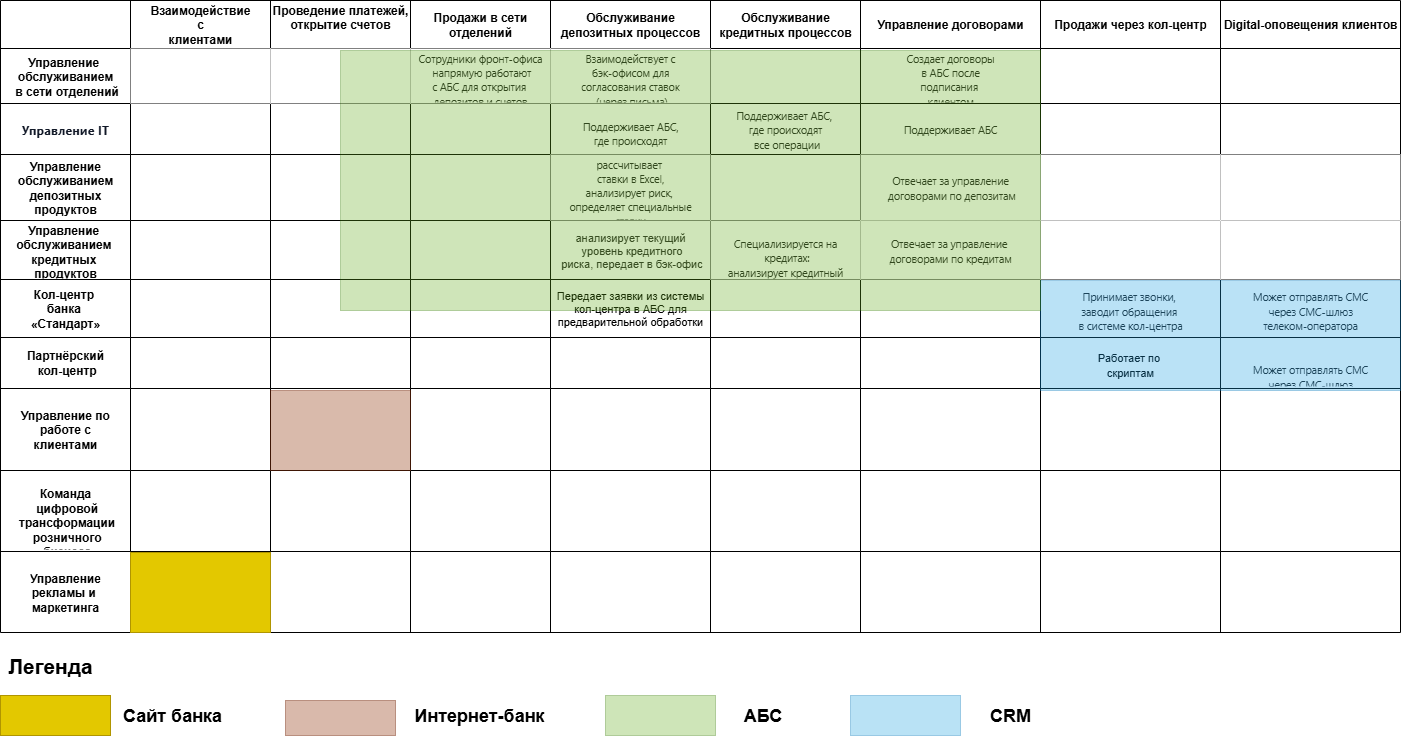 Взаимодействие
с
клиентами
Проведение платежей,
открытие счетов
Продажи в сети
отделений
Обслуживание
депозитных процессов
Обслуживание
кредитных процессов
Управление договорами
Продажи через кол-центр
Digital-оповещения клиентов
Управление
обслуживанием
в сети отделений
Сотрудники фронт-офиса
напрямую работают
с АБС для открытия
депозитов и счетов
Взаимодействует с
бэк-офисом для
согласования ставок
(через письма)
Создает договоры
в АБС после
подписания
клиентом
Управление IT
Поддерживает АБС,
где происходят
Поддерживает АБС,
где происходят
все операции
Поддерживает АБС
Управление
обслуживанием
депозитных
продуктов
рассчитывает
ставки в Excel,
анализирует риск,
определяет специальные
Отвечает за управление
договорами по депозитам
Управление
обслуживанием
кредитных
продуктов
анализирует текущий
уровень кредитного
риска, передает в бэк-офис
Специализируется на
кредитах:
анализирует кредитный
Отвечает за управление
договорами по кредитам
Кол-центр
банка
«Стандарт»
Передает заявки из системы
кол-центра в АБС для
предварительной обработки
Принимает звонки,
заводит обращения
в системе кол-центра
Может отправлять СМС
через СМС-шлюз
телеком-оператора
Партнёрский
кол-центр
Работает по
скриптам
Может отправлять СМС
через СМС-шлюз
Управление по
работе с
клиентами
Команда
цифровой
трансформации
розничного
Управление
рекламы и
маркетинга
Легенда
Сайт банка
Интернет-банк
АБС
CRM